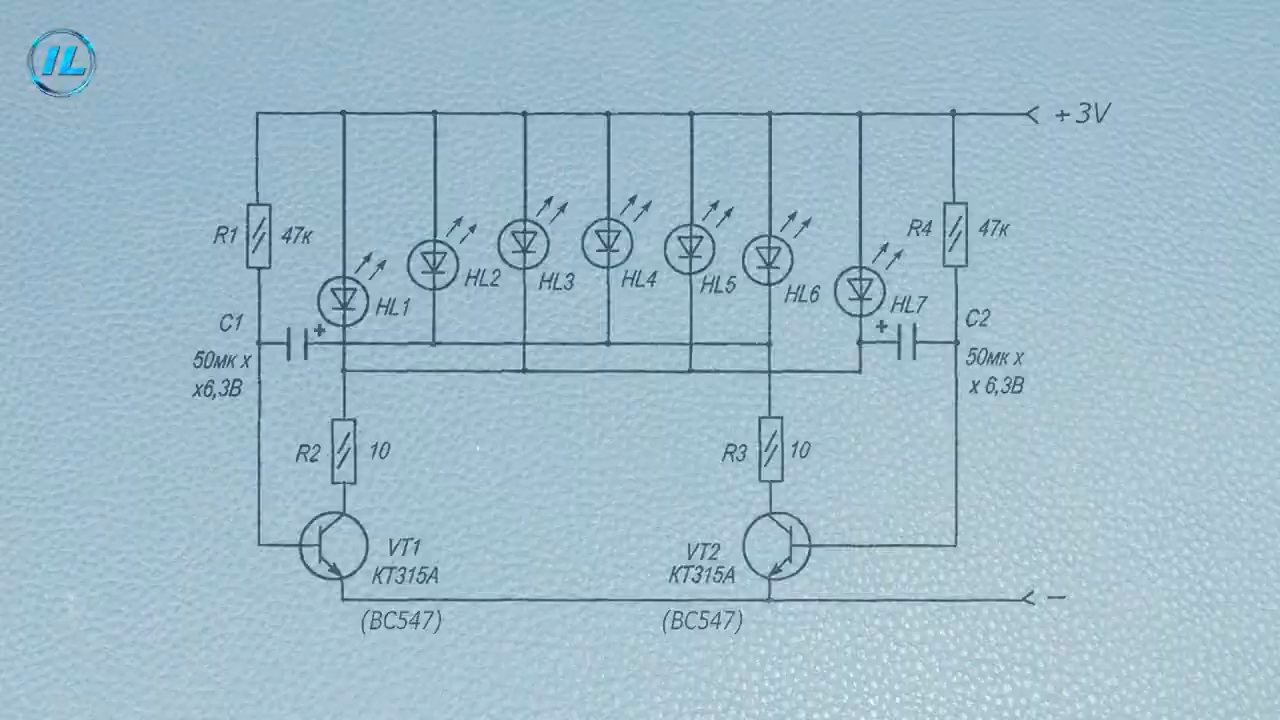 IL
+3V
R1
47к
R4
47к
HL1
HL2
HL3
HL4
HL5
HL6
HL7
C1
50мк х
х6,3В
C2
50мк х
х 6,3В
R2
10
R3
10
VT1
КТ315А
(BC547)
VT2
КТ315А
(BC547)
+
+
−